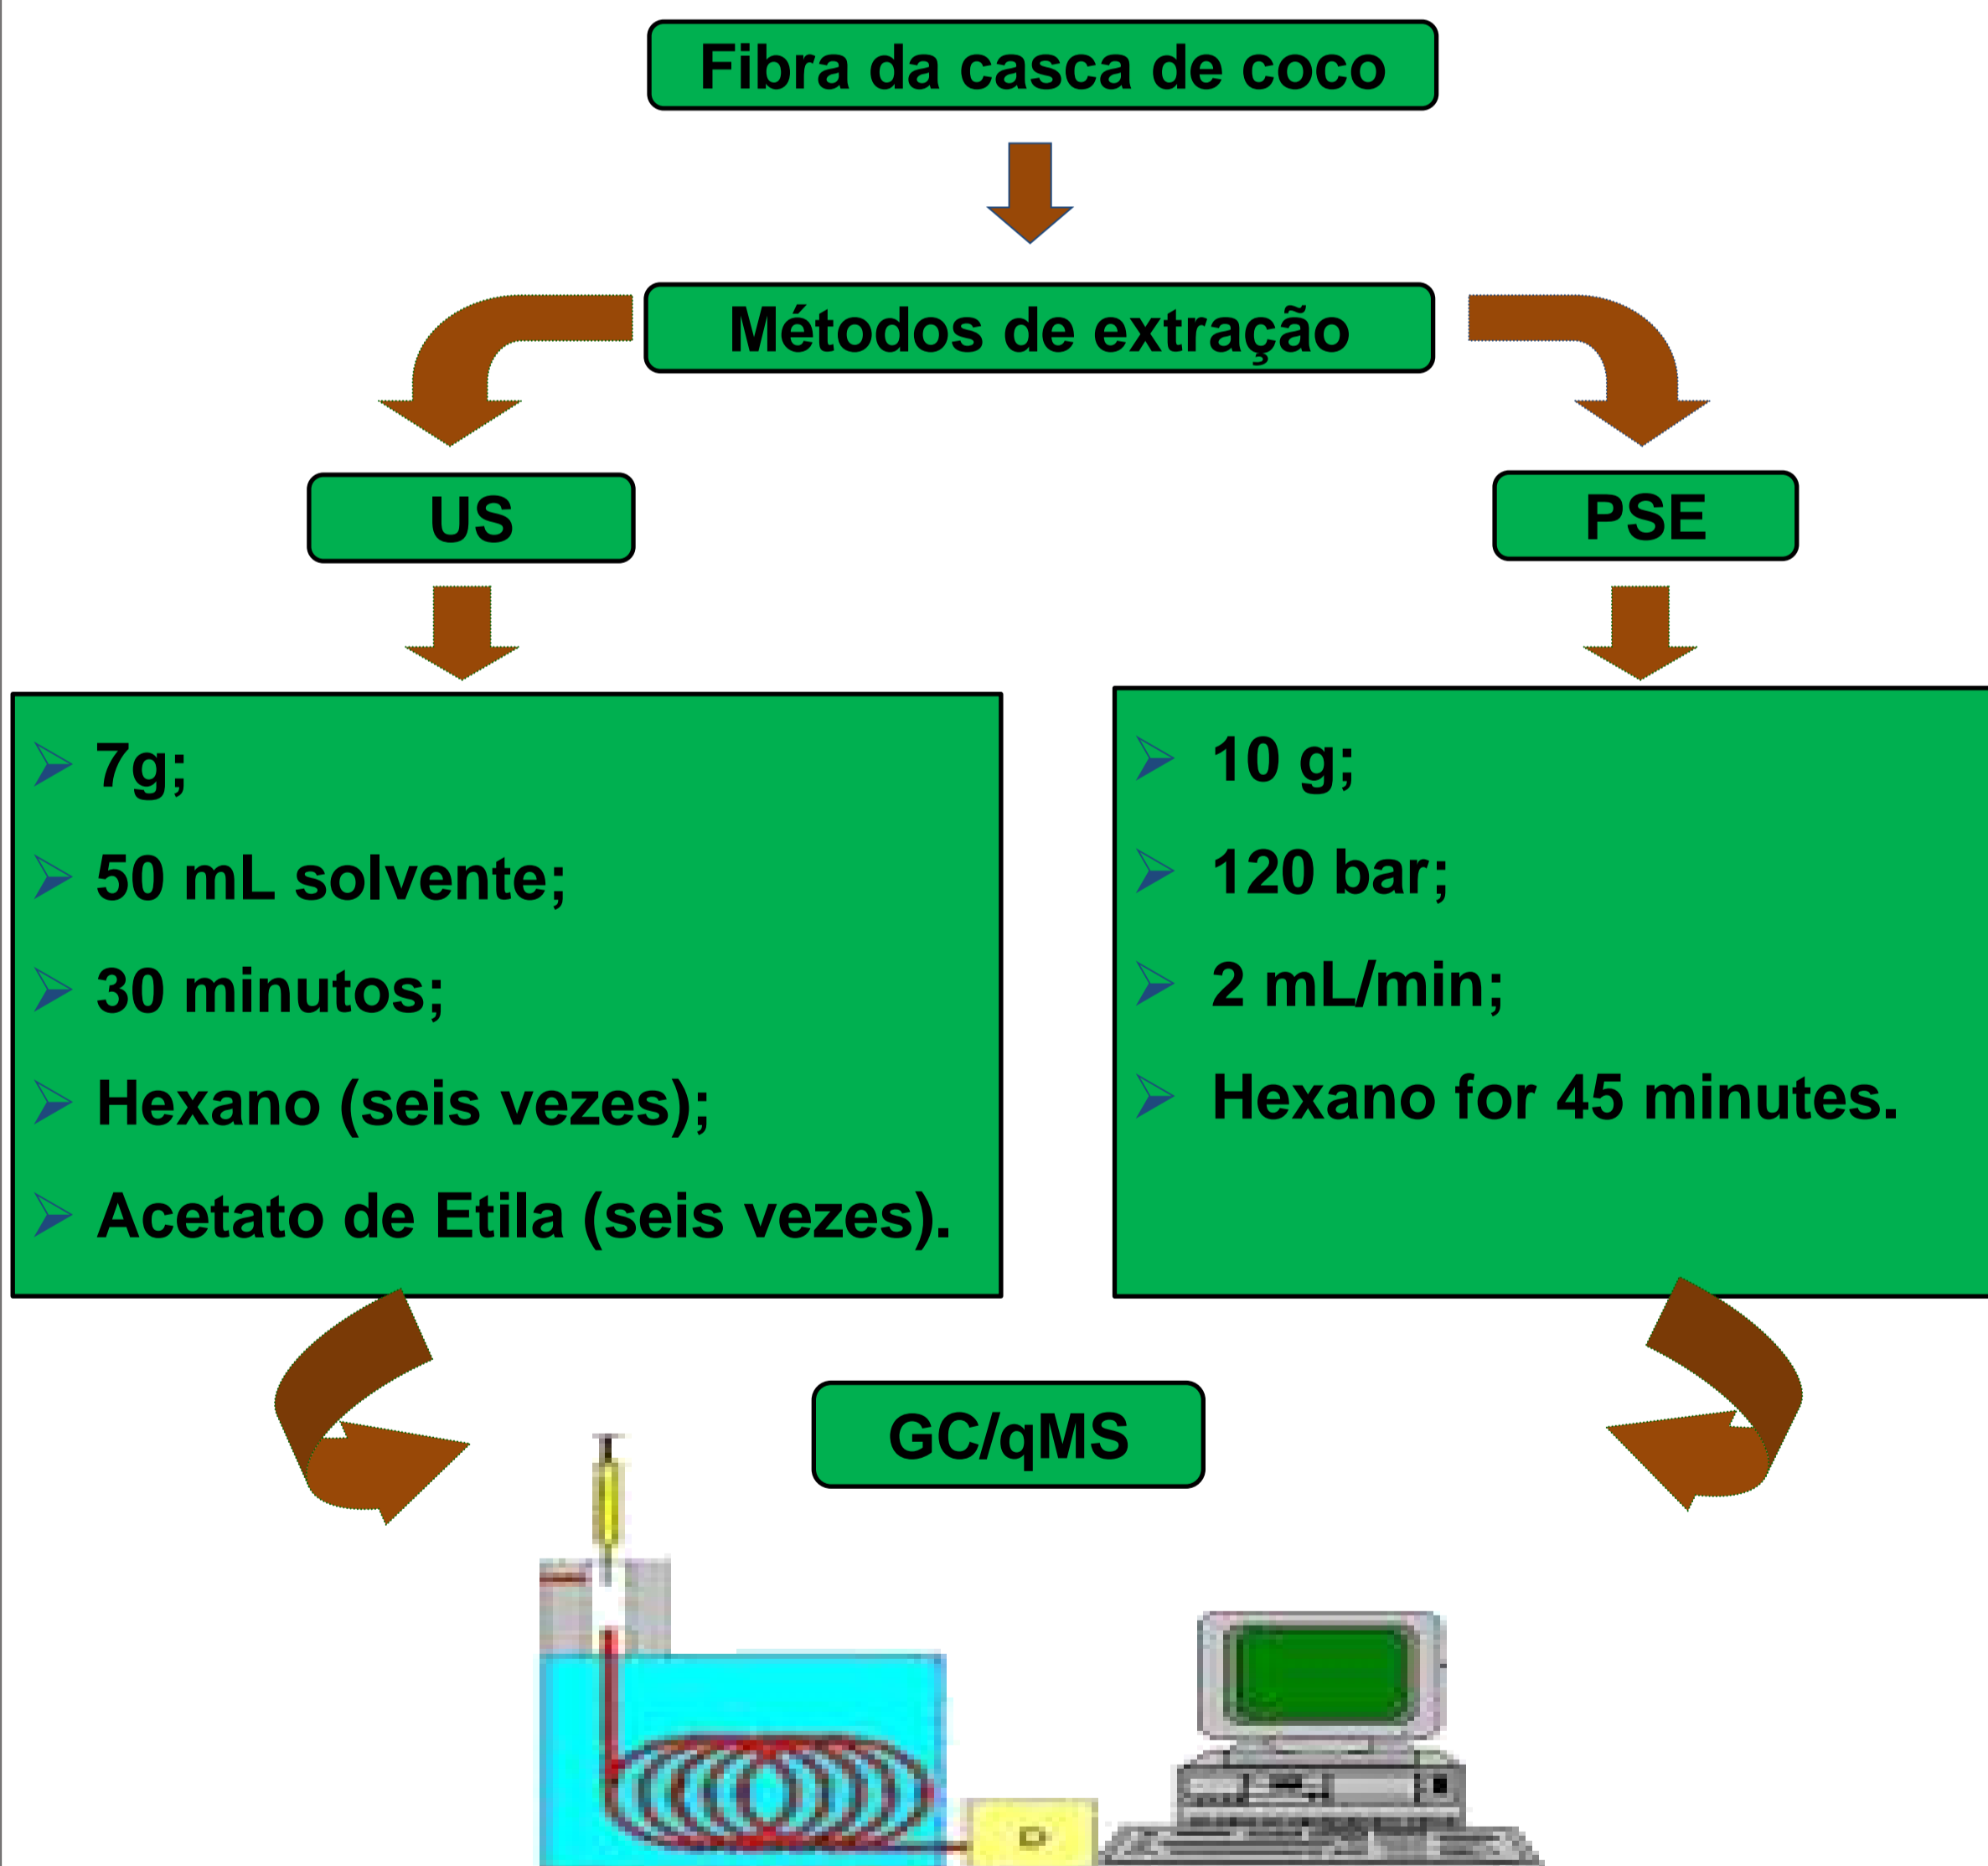 Fibra da casca de coco
Métodos de extração
US
PSE
7g;
50 mL solvente;
30 minutos;
Hexano (seis vezes);
Acetato de Etila (seis vezes).
10 g;
120 bar;
2 mL/min;
Hexano for 45 minutes.
GC/qMS
D